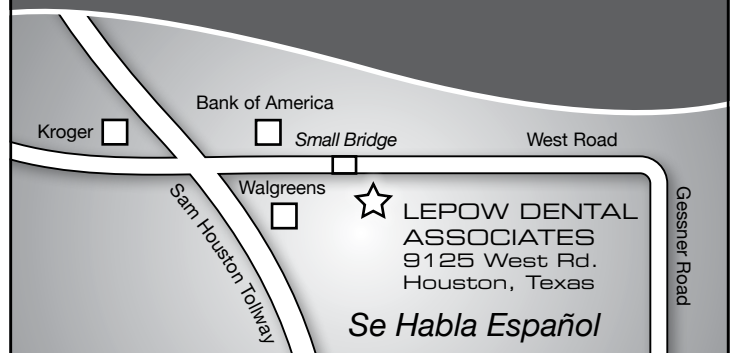 Bank of America
Kroger
Small Bridge
West Road
Walgreens
Sam Houston Tollway
LEPOW DENTAL
ASSOCIATES
9125 West Rd.
Houston, Texas
Gessner Road
Se Habla Español